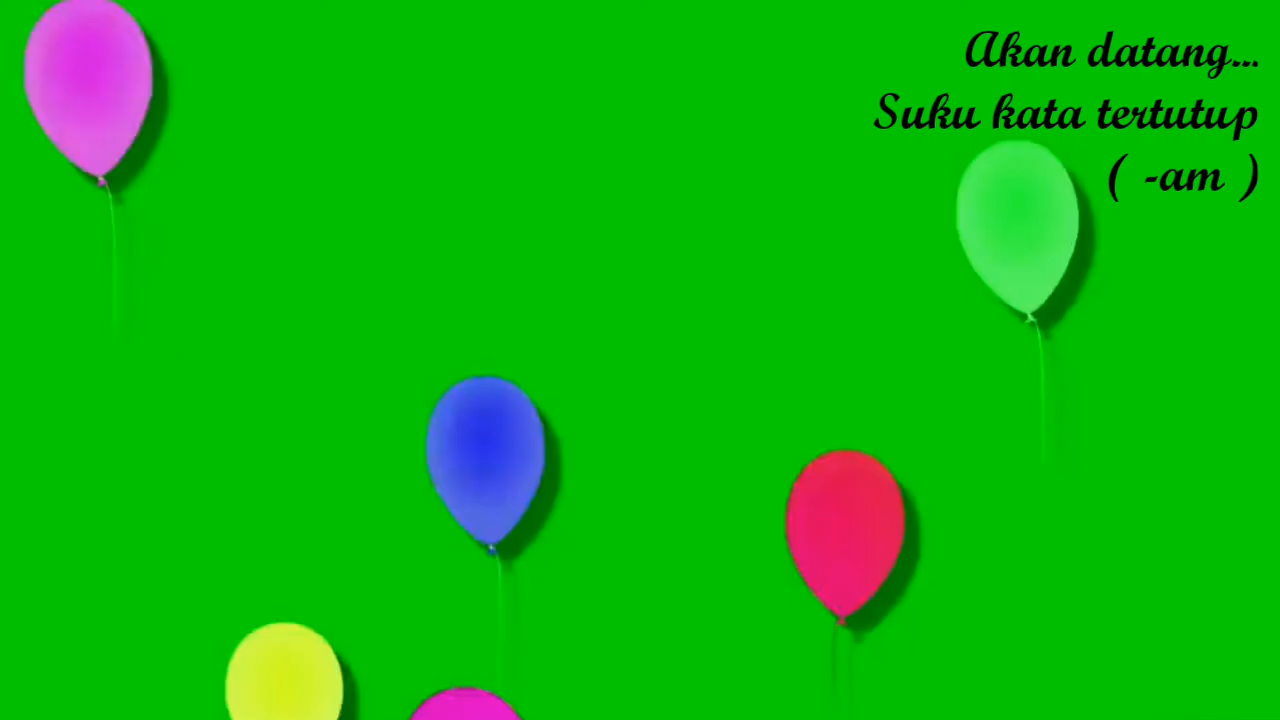 Akan datang...
Suku kata tertutup
( -am )